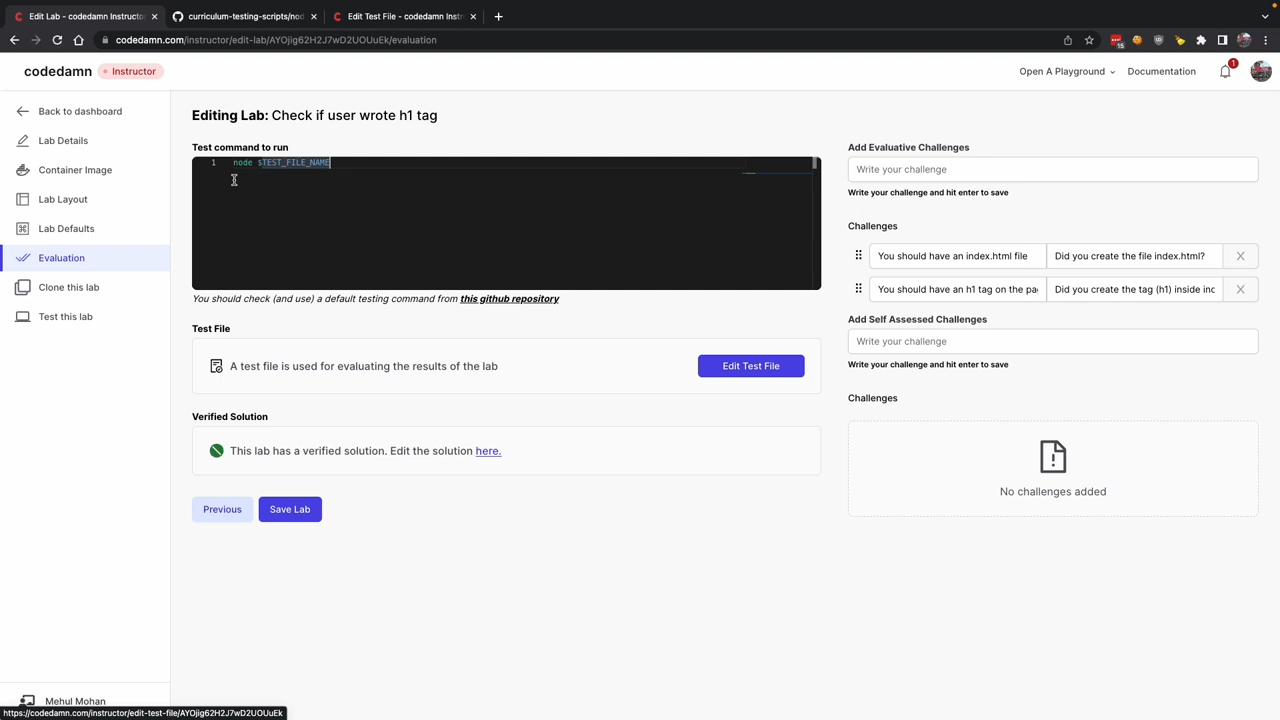 Edit Lab - codedamn Instructor
curriculum-testing-scripts/nod
Edit Test File - codedamn Instru
codedamn.com/instructor/edit-lab/AYOjig62H2J7wD2UOUuEk/evaluation
15
codedamn
Instructor
Open A Playground
Documentation
1
Back to dashboard
Lab Details
Container Image
Lab Layout
Lab Defaults
Evaluation
Clone this lab
Test this lab
Editing Lab: Check if user wrote h1 tag
Test command to run
1 node $TEST_FILE_NAME
You should check (and use) a default testing command from this github repository
Test File
A test file is used for evaluating the results of the lab
Edit Test File
Verified Solution
This lab has a verified solution. Edit the solution here.
Previous
Save Lab
Add Evaluative Challenges
Write your challenge
Write your challenge and hit enter to save
Challenges
You should have an index.html file
Did you create the file index.html?
X
You should have an h1 tag on the pa
Did you create the tag (h1) inside inc
X
Add Self Assessed Challenges
Write your challenge
Write your challenge and hit enter to save
Challenges
No challenges added
Mehul Mohan
https://codedamn.com/instructor/edit-test-file/AYOjig62H2J7wD2UOUuEk